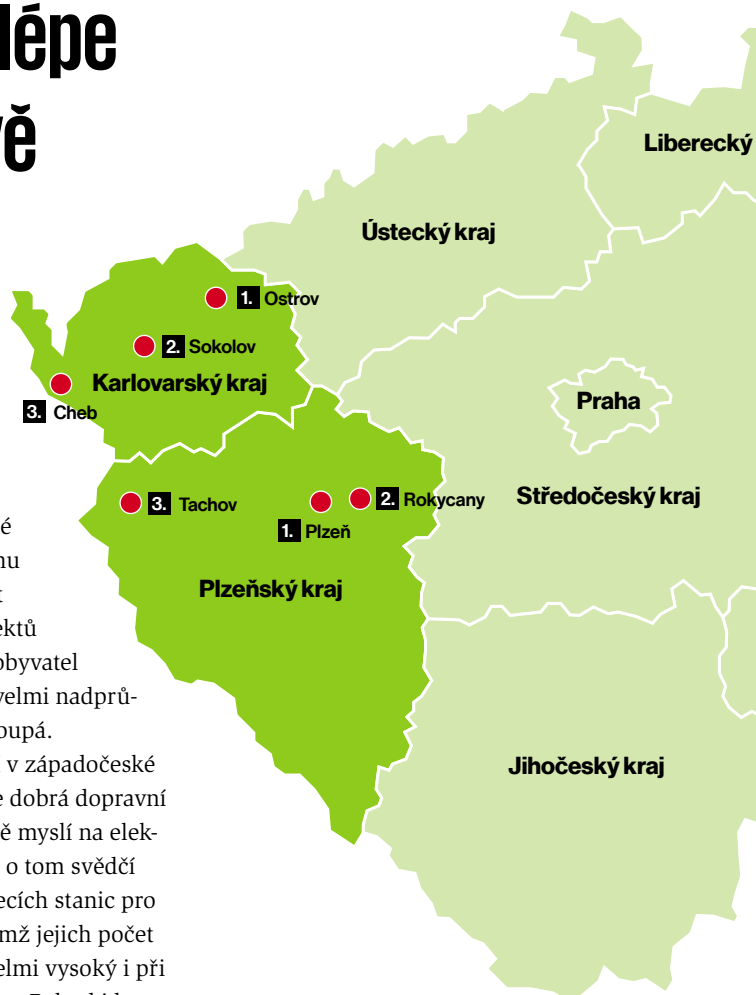 lépe
vě
Liberecký
Ústecký kraj
1. Ostrov
2. Sokolov
Karlovarský kraj
3. Cheb
Praha
3. Tachov
2. Rokycany
1. Plzeň
Středočeský kraj
Plzeňský kraj
Jihočeský kraj
é
nu
ektů
obyvatel
velmi nadprů-
oupá.
v západočeské
e dobrá dopravní
ě myslí na elek-
o tom svědčí
ecích stanic pro
mž jejich počet
elmi vysoký i při